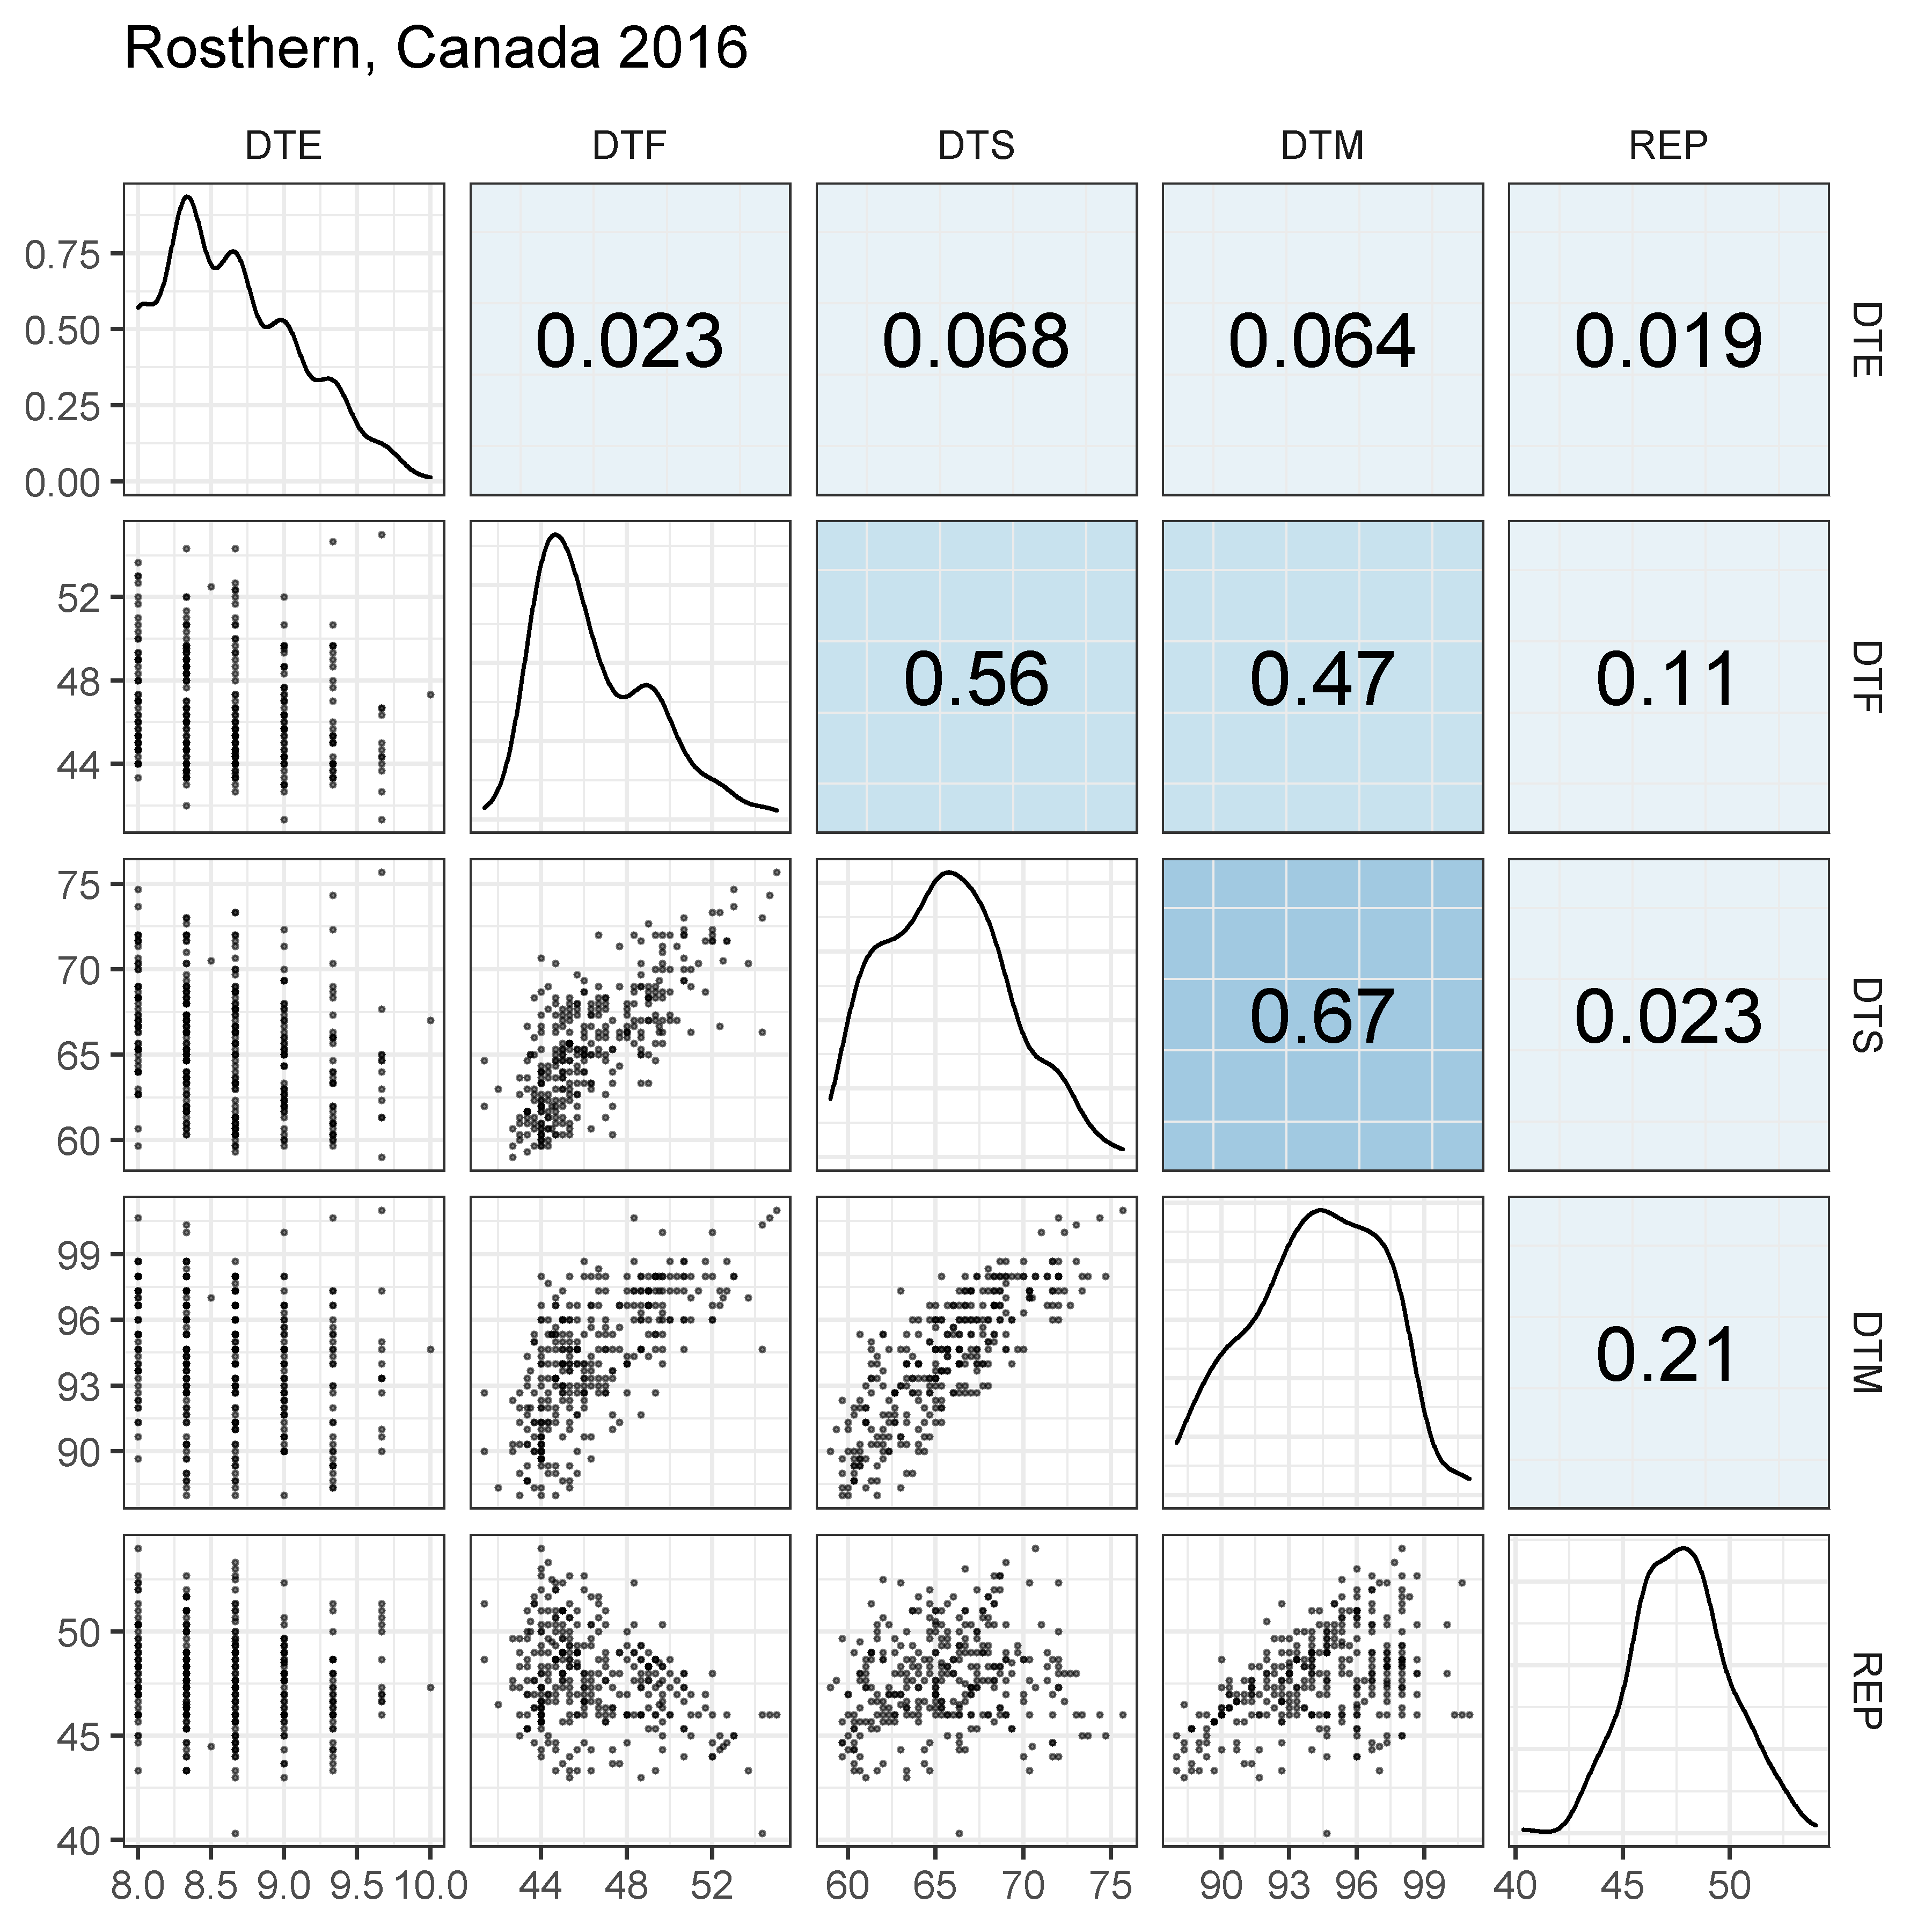 Rosthern, Canada 2016
DTE DTF DTS DTM REP
0.75
0.50
0.25
0.00
0.023 0.068 0.064 0.019
DTE
52
48
44
0.56 0.47 0.11
DTF
75
70
65
60
0.67 0.023
DTS
99
96
93
90
0.21
DTM
50
45
40
REP
8.0 8.5 9.0 9.5 10.0 44 48 52 60 65 70 75 90 93 96 99 40 45 50